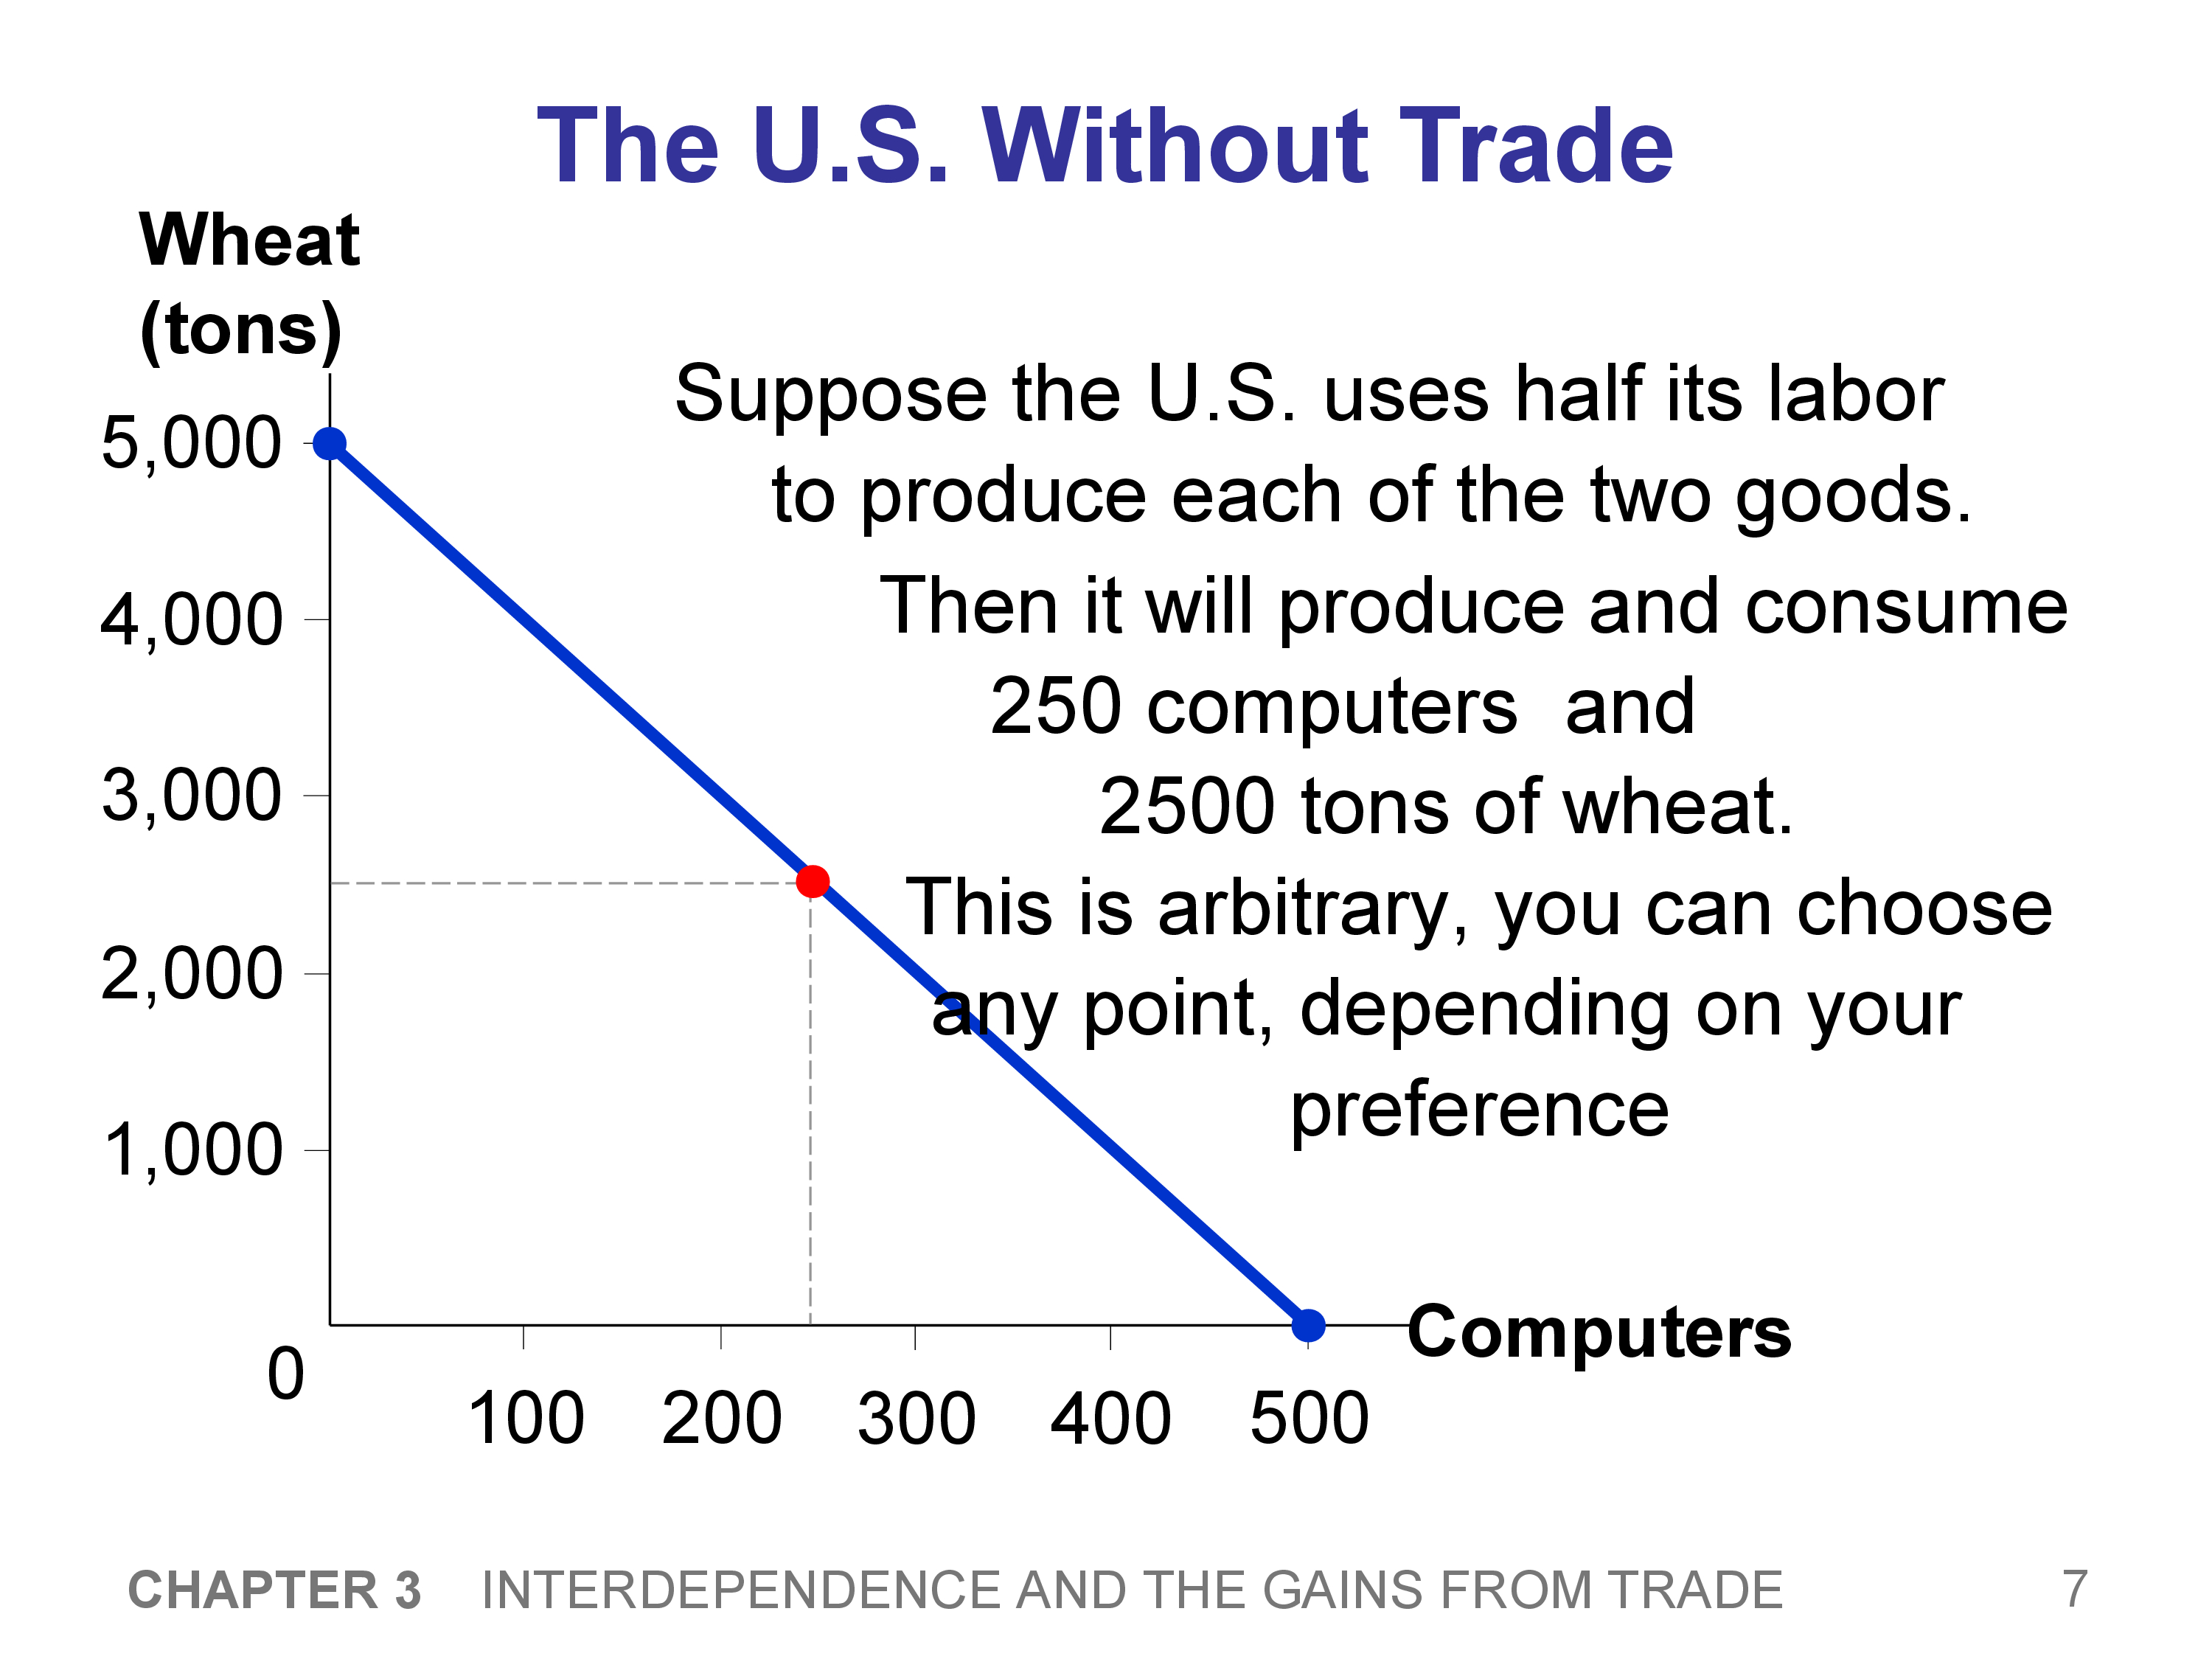 The U.S. Without Trade
Wheat
(tons)
Suppose the U.S. uses half its labor
to produce each of the two goods.
Then it will produce and consume
250 computers  and
2500 tons of wheat.
This is arbitrary, you can choose
any point, depending on your
preference
5,000
4,000
3,000
2,000
1,000
0
100 200 300 400 500
Computers
CHAPTER 3 INTERDEPENDENCE AND THE GAINS FROM TRADE 7